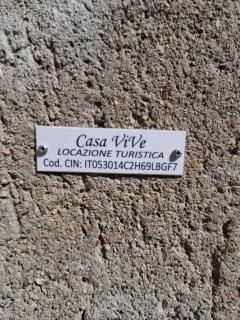 Casa ViVe
LOCAZIONE TURISTICA
Cod. CIN: IT053014C2H69LBGF7